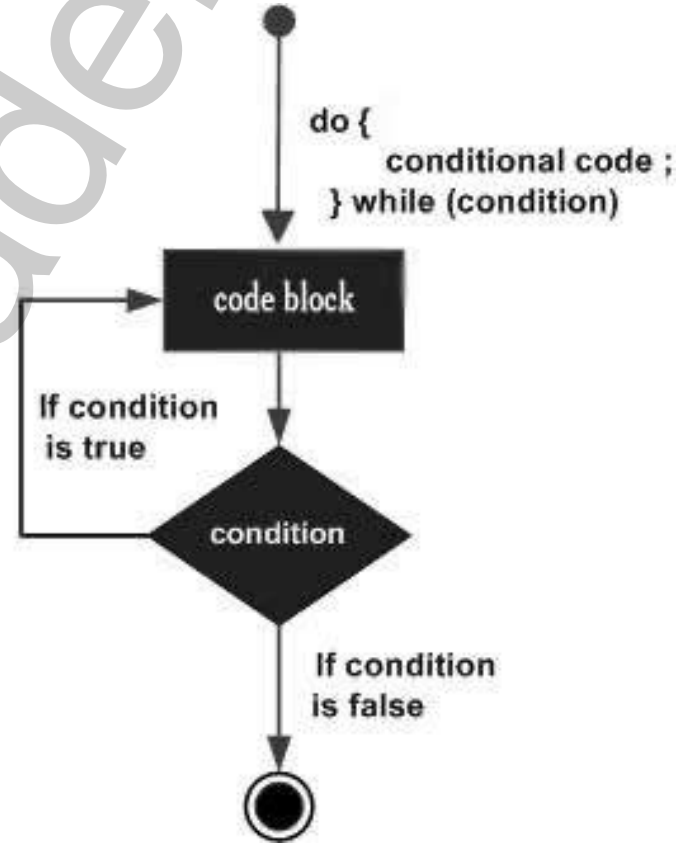 do {
conditional code ;
} while (condition)
code block
If condition
is true
condition
If condition
is false